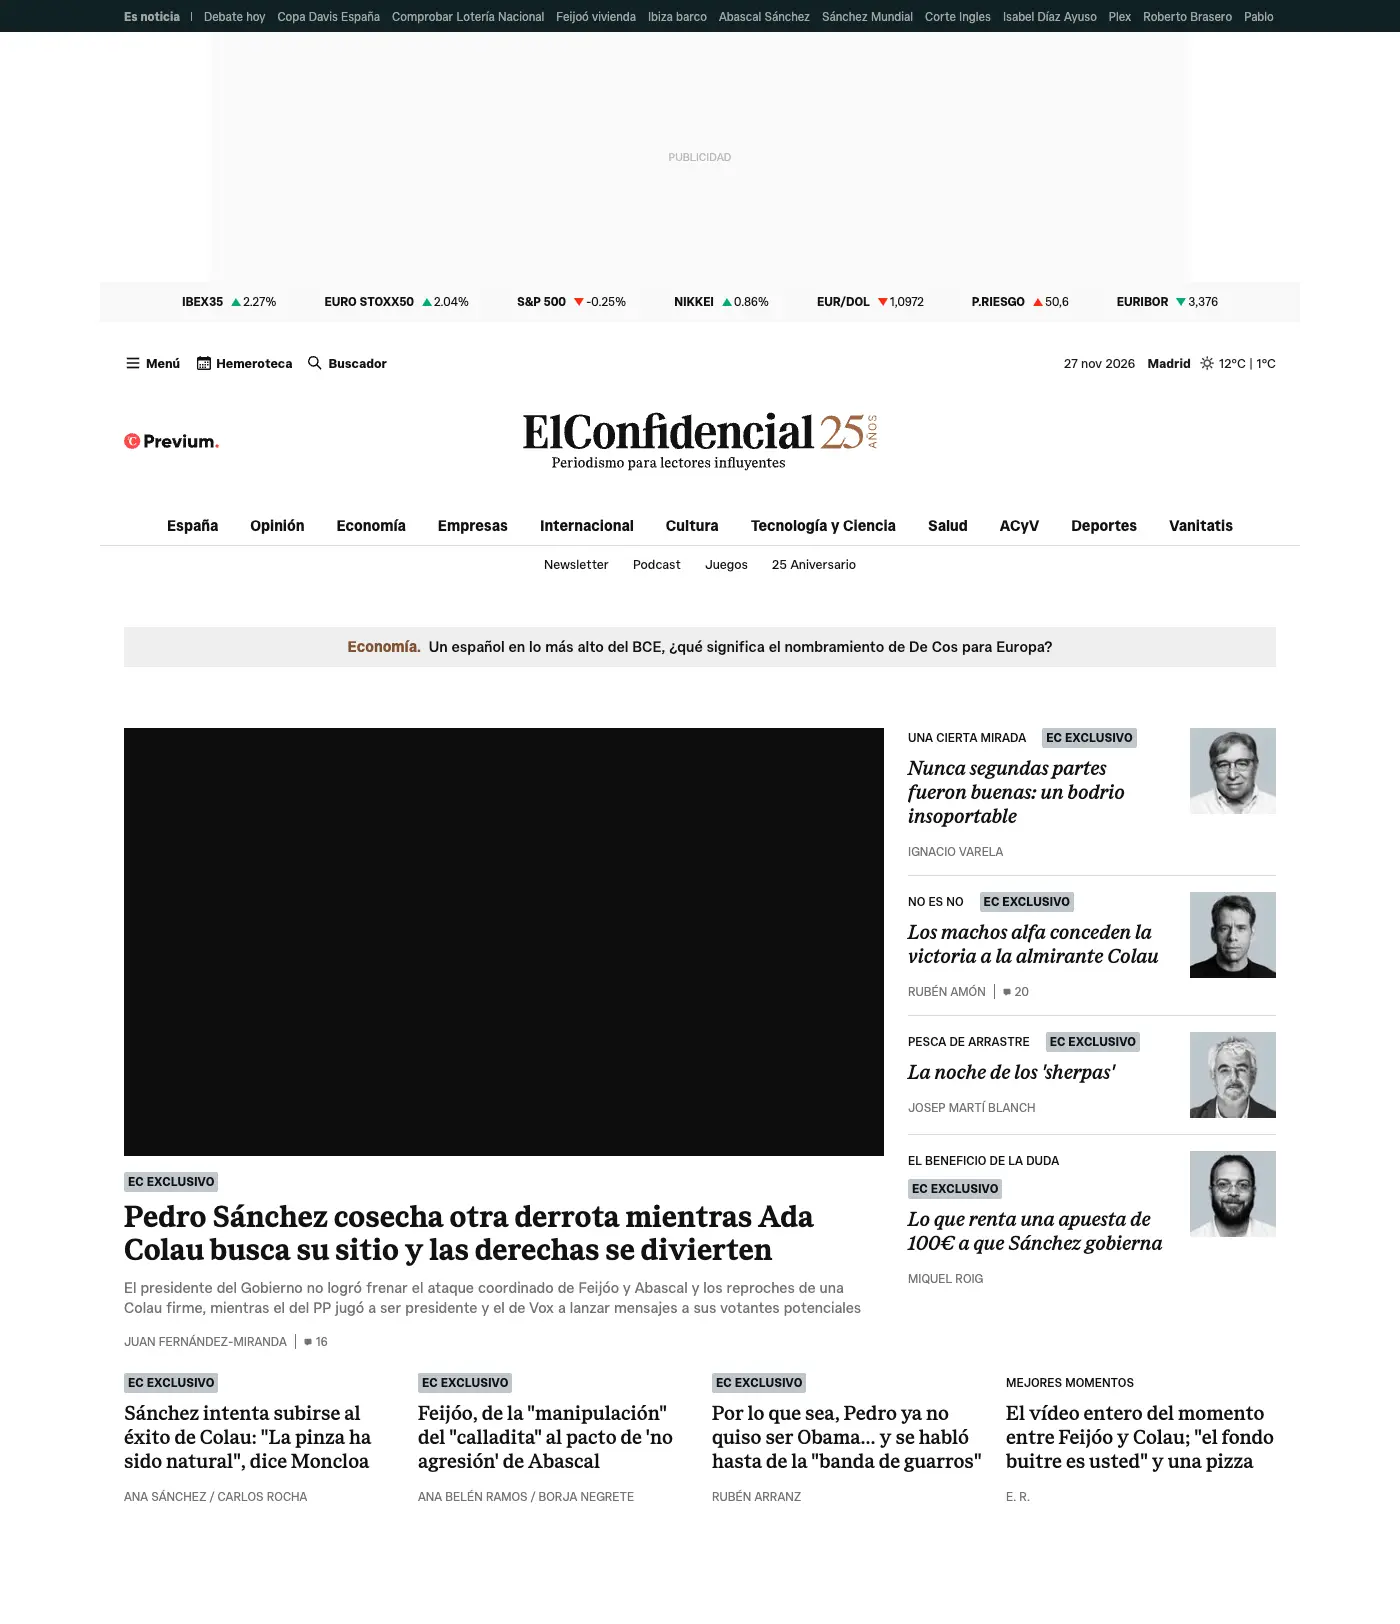 Es noticia | Debate hoy Copa Davis España Comprobar Lotería Nacional Feijoó vivienda Ibiza barco Abascal Sánchez Sánchez Mundial Corte Ingles Isabel Díaz Ayuso Plex Roberto Brasero Pablo
PUBLICIDAD
IBEX35 ▲2.27% EURO STOXX50 ▲2.04% S&P 500 ▼-0.25% NIKKEI ▲0.86% EUR/DOL ▼1,0972 P.RIESGO ▲50,6 EURIBOR ▼3,376
Menú Hemeroteca Buscador 27 nov 2026 Madrid 12°C | 1°C
Previum.
ElConfidencial 25 AÑOS
Periodismo para lectores influyentes
España Opinión Economía Empresas Internacional Cultura Tecnología y Ciencia Salud ACyV Deportes Vanitatis
Newsletter Podcast Juegos 25 Aniversario
Economía. Un español en lo más alto del BCE, ¿qué significa el nombramiento de De Cos para Europa?
EC EXCLUSIVO
Pedro Sánchez cosecha otra derrota mientras Ada
Colau busca su sitio y las derechas se divierten
El presidente del Gobierno no logró frenar el ataque coordinado de Feijóo y Abascal y los reproches de una
Colau firme, mientras el del PP jugó a ser presidente y el de Vox a lanzar mensajes a sus votantes potenciales
JUAN FERNÁNDEZ-MIRANDA | 16
UNA CIERTA MIRADA EC EXCLUSIVO
Nunca segundas partes
fueron buenas: un bodrio
insoportable
IGNACIO VARELA
NO ES NO EC EXCLUSIVO
Los machos alfa conceden la
victoria a la almirante Colau
RUBÉN AMÓN | 20
PESCA DE ARRASTRE EC EXCLUSIVO
La noche de los 'sherpas'
JOSEP MARTÍ BLANCH
EL BENEFICIO DE LA DUDA
EC EXCLUSIVO
Lo que renta una apuesta de
100€ a que Sánchez gobierna
MIQUEL ROIG
EC EXCLUSIVO
Sánchez intenta subirse al
éxito de Colau: "La pinza ha
sido natural", dice Moncloa
ANA SÁNCHEZ / CARLOS ROCHA
EC EXCLUSIVO
Feijóo, de la "manipulación"
del "calladita" al pacto de 'no
agresión' de Abascal
ANA BELÉN RAMOS / BORJA NEGRETE
EC EXCLUSIVO
Por lo que sea, Pedro ya no
quiso ser Obama... y se habló
hasta de la "banda de guarros"
RUBÉN ARRANZ
MEJORES MOMENTOS
El vídeo entero del momento
entre Feijóo y Colau; "el fondo
buitre es usted" y una pizza
E. R.